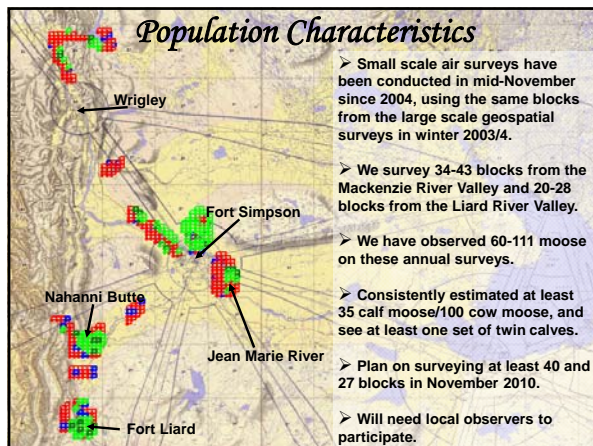 Population Characteristics
Wrigley
Fort Simpson
Nahanni Butte
Jean Marie River
Fort Liard
➢ Small scale air surveys have
been conducted in mid-November
since 2004, using the same blocks
from the large scale geospatial
surveys in winter 2003/4.
➢ We survey 34-43 blocks from the
Mackenzie River Valley and 20-28
blocks from the Liard River Valley.
➢ We have observed 60-111 moose
on these annual surveys.
➢ Consistently estimated at least
35 calf moose/100 cow moose, and
see at least one set of twin calves.
➢ Plan on surveying at least 40 and
27 blocks in November 2010.
➢ Will need local observers to
participate.